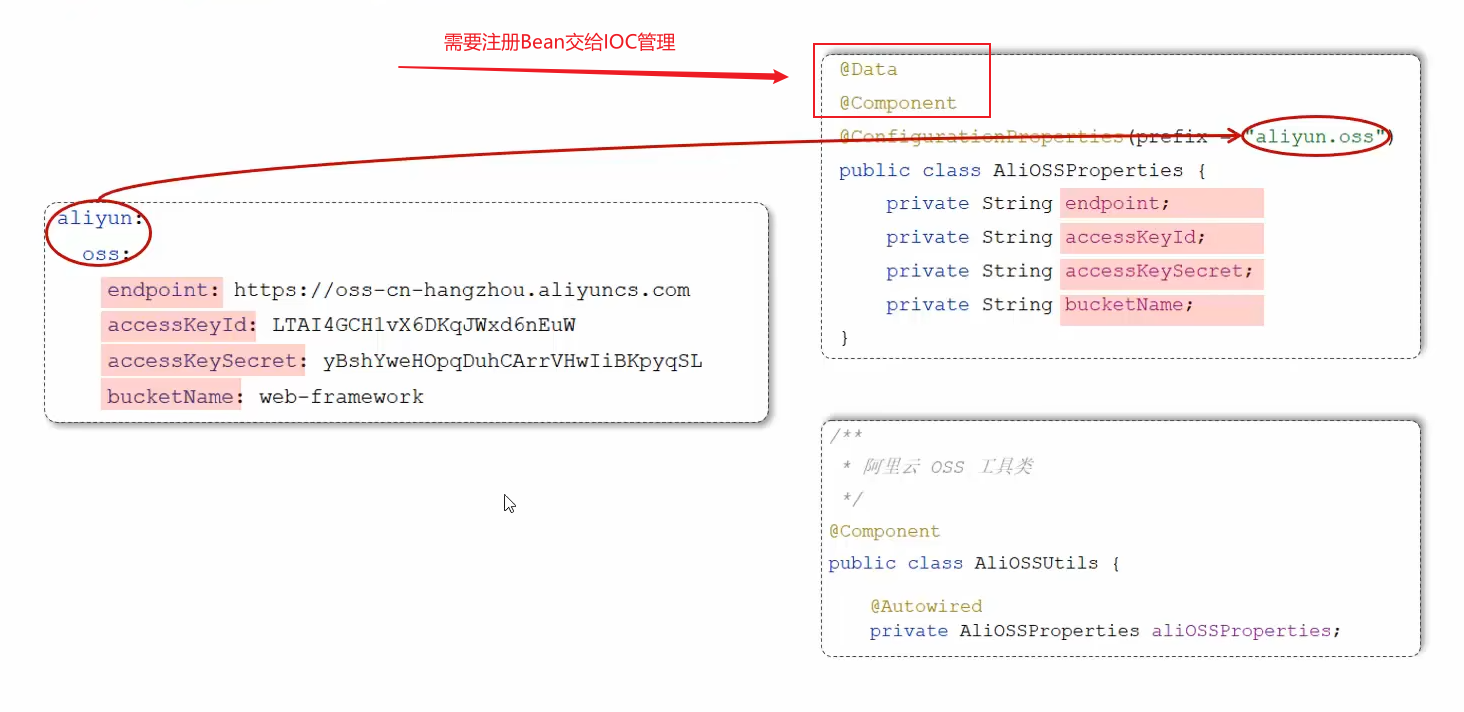 需要注册Bean交给IOC管理
aliyun:
oss:
endpoint: https://oss-cn-hangzhou.aliyuncs.com
accessKeyId: LTAI4GCH1vX6DKqJWxd6nEuW
accessKeySecret: yBshYweHOpqDuhCArrVHwIiBKpyqSL
bucketName: web-framework
@Data
@Component
@ConfigurationProperties(prefix = "aliyun.oss")
public class AliOSSProperties {
private String endpoint;
private String accessKeyId;
private String accessKeySecret;
private String bucketName;
}
/**
* 阿里云 OSS 工具类
*/
@Component
public class AliOSSUtils {
@Autowired
private AliOSSProperties aliOSSProperties;